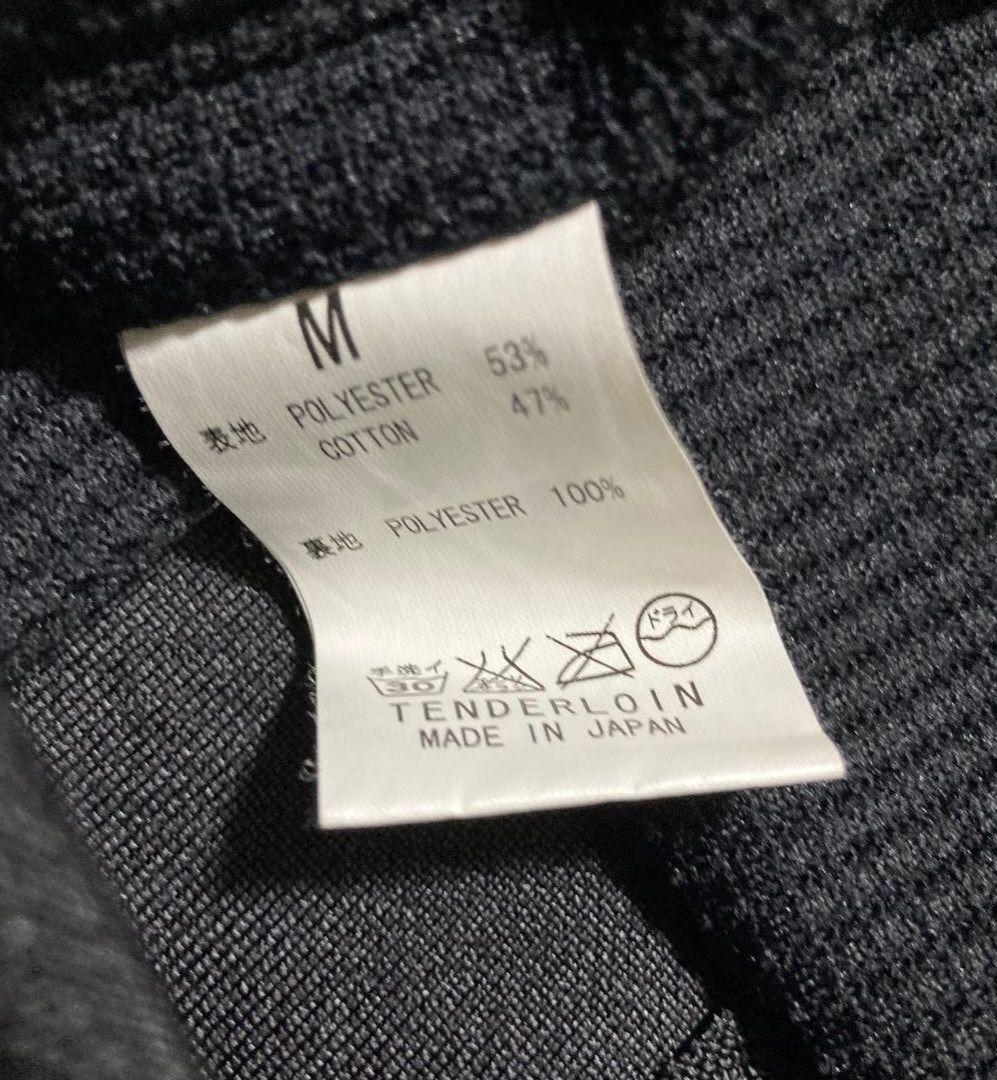 M
表地 POLYESTER 53%
COTTON 47%
裏地 POLYESTER 100%
手洗イ
30
ドライ
TENDERLOIN
MADE IN JAPAN